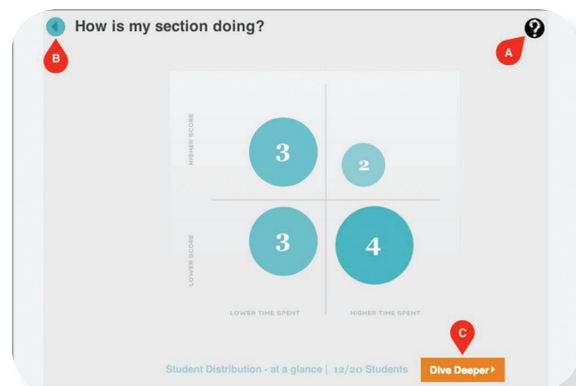 How is my section doing?
?
A
B
HIGHER SCORE
3
2
LOWER SCORE
3
4
LOWER TIME SPENT
HIGHER TIME SPENT
C
Student Distribution - at a glance | 12/20 Students
Dive Deeper